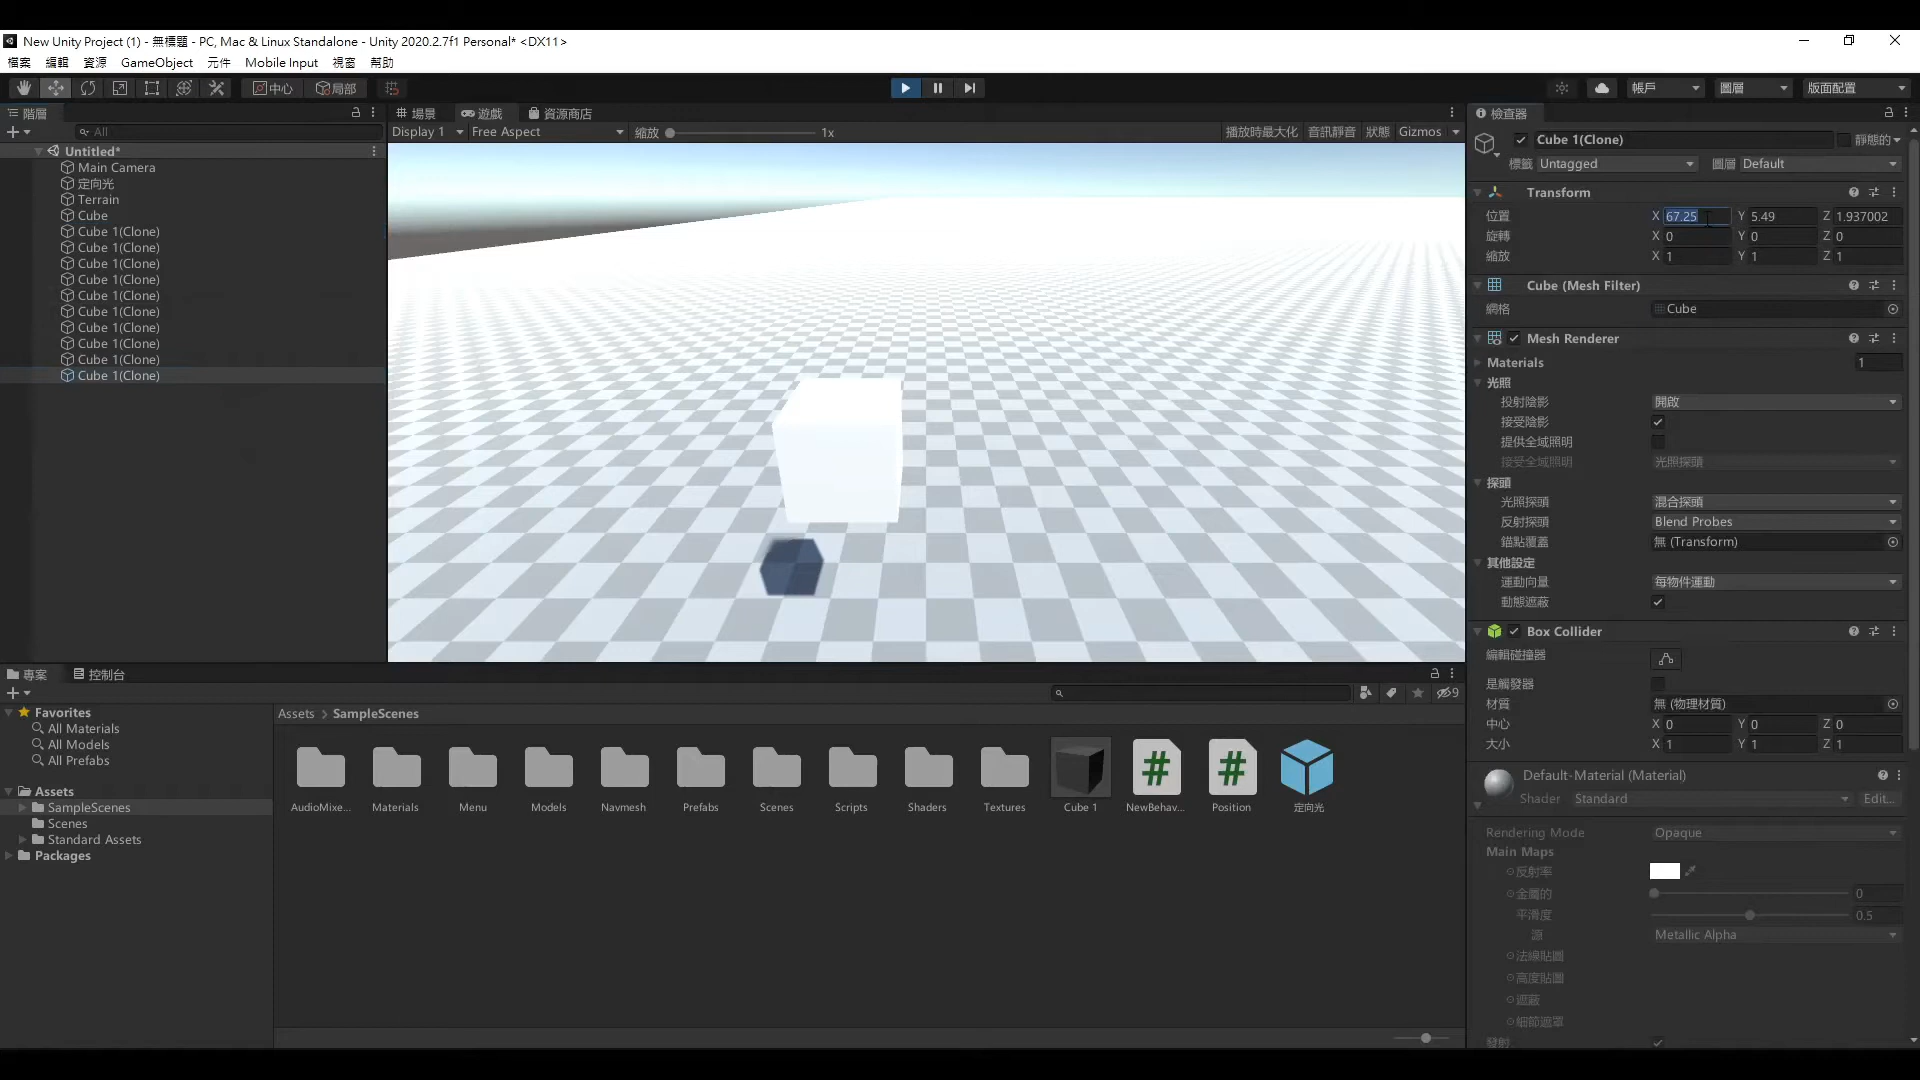 New Unity Project (1) - 無標題 - PC, Mac & Linux Standalone - Unity 2020.2.7f1 Personal* <DX11>
檔案 編輯 資源 GameObject 元件 Mobile Input 視窗 幫助
中心 局部 帳戶 圖層 版面配置
階層
All
Untitled*
Main Camera
定向光
Terrain
Cube
Cube 1(Clone)
Cube 1(Clone)
Cube 1(Clone)
Cube 1(Clone)
Cube 1(Clone)
Cube 1(Clone)
Cube 1(Clone)
Cube 1(Clone)
Cube 1(Clone)
Cube 1(Clone)
場景 遊戲 資源商店
Display 1 Free Aspect 縮放 1x 播放時最大化 音訊靜音 狀態 Gizmos
檢查器
Cube 1(Clone) 靜態的
標籤 Untagged 圖層 Default
Transform
位置 X 67.25 Y 5.49 Z 1.937002
旋轉 X 0 Y 0 Z 0
縮放 X 1 Y 1 Z 1
Cube (Mesh Filter)
網格 Cube
Mesh Renderer
Materials 1
光照
投射陰影 開啟
接受陰影
提供全域照明
接受全域照明 光照探頭
探頭
光照探頭 混合探頭
反射探頭 Blend Probes
錨點覆蓋 無 (Transform)
其他設定
運動向量 每物件運動
動態遮蔽
Box Collider
編輯碰撞器
是觸發器
材質 無 (物理材質)
中心 X 0 Y 0 Z 0
大小 X 1 Y 1 Z 1
Default-Material (Material)
Shader Standard Edit...
Rendering Mode Opaque
Main Maps
反射率
金屬的 0
平滑度 0.5
源 Metallic Alpha
法線貼圖
高度貼圖
遮蔽
細節遮罩
發射
專案 控制台
9
Favorites
All Materials
All Models
All Prefabs
Assets
SampleScenes
Scenes
Standard Assets
Packages
Assets > SampleScenes
AudioMixe... Materials Menu Models Navmesh Prefabs Scenes Scripts Shaders Textures Cube 1 NewBehav... Position 定向光